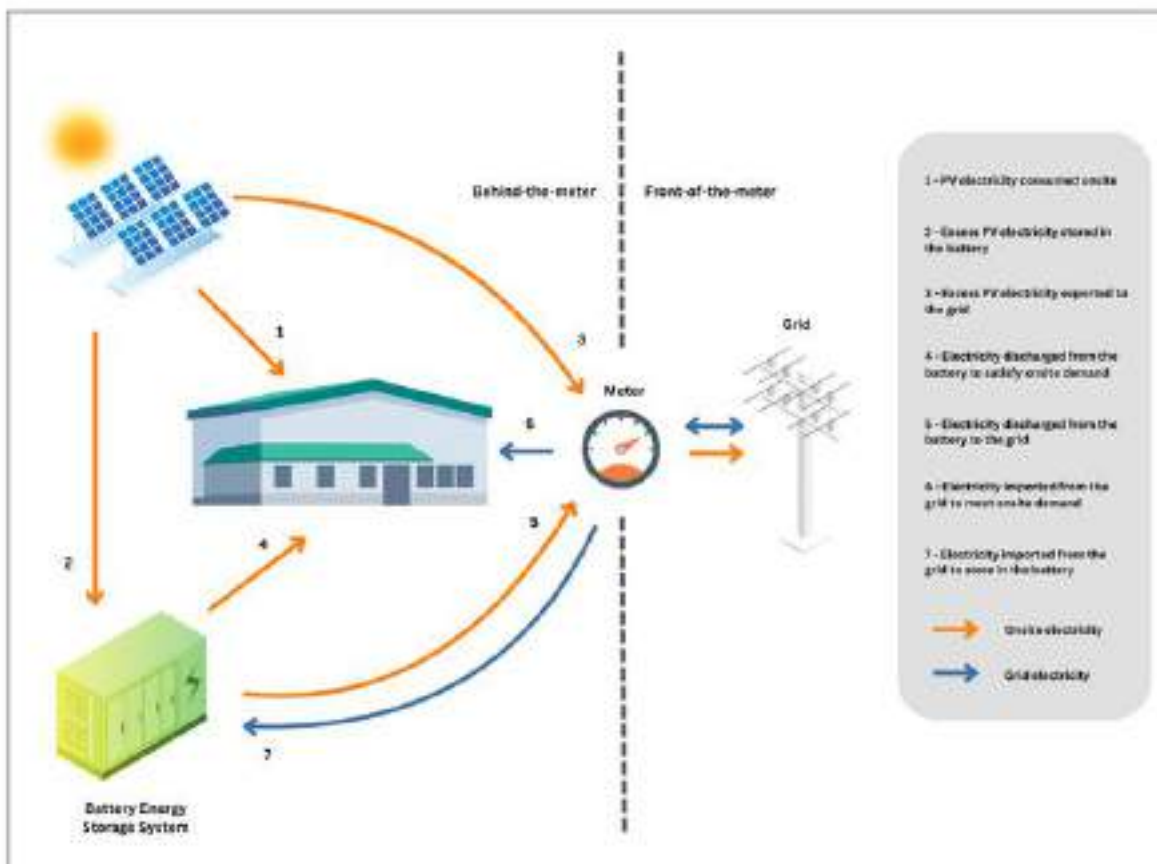 Behind-the-meter
Front-of-the-meter
1 - PV electricity consumed onsite
2 - Excess PV electricity stored in
the battery
3 - Excess PV electricity exported to
the grid
1
3
Grid
4 - Electricity discharged from the
battery to satisfy onsite demand
Meter
6
5 - Electricity discharged from the
battery to the grid
6 - Electricity imported from the
grid to meet onsite demand
5
4
2
7 - Electricity imported from the
grid to store in the battery
Onsite electricity
Grid electricity
7
Battery Energy
Storage System